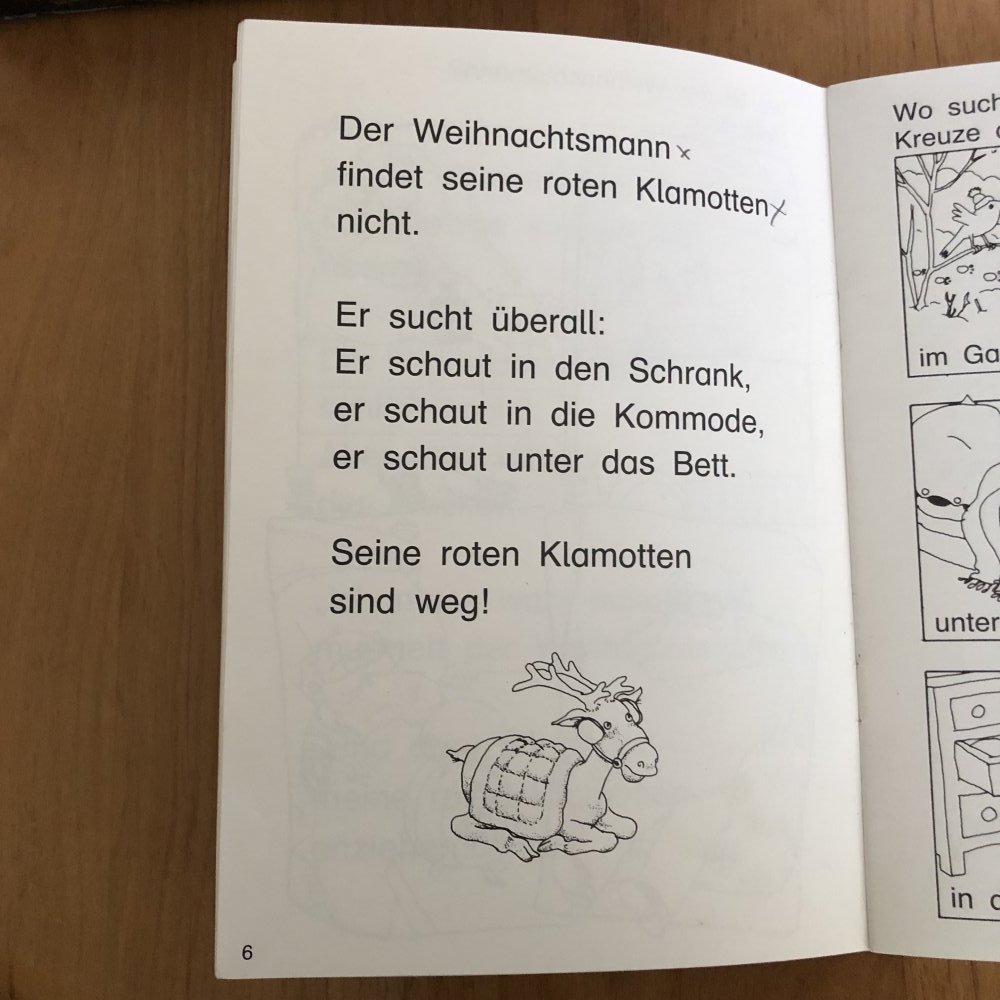 Der Weihnachtsmann
findet seine roten Klamotten
nicht.
Er sucht überall:
Er schaut in den Schrank,
er schaut in die Kommode,
er schaut unter das Bett.
Seine roten Klamotten
sind weg!
6
Wo such
Kreuze
im Ga
unter
in